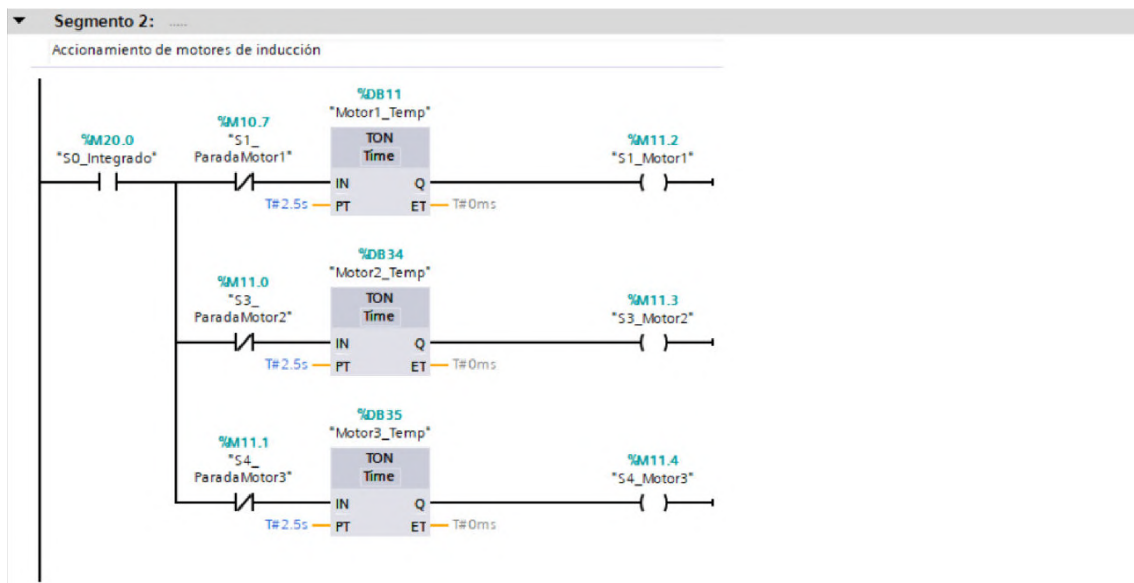 Segmento 2: .....
Accionamiento de motores de inducción
%DB11
"Motor1_Temp"
%M20.0
"S0_Integrado"
%M10.7
"S1_
ParadaMotor1"
TON
Time
%M11.2
"S1_Motor1"
IN Q
T#2.5s PT ET T#0ms
%DB34
"Motor2_Temp"
%M11.0
"S3_
ParadaMotor2"
TON
Time
%M11.3
"S3_Motor2"
IN Q
T#2.5s PT ET T#0ms
%DB35
"Motor3_Temp"
%M11.1
"S4_
ParadaMotor3"
TON
Time
%M11.4
"S4_Motor3"
IN Q
T#2.5s PT ET T#0ms